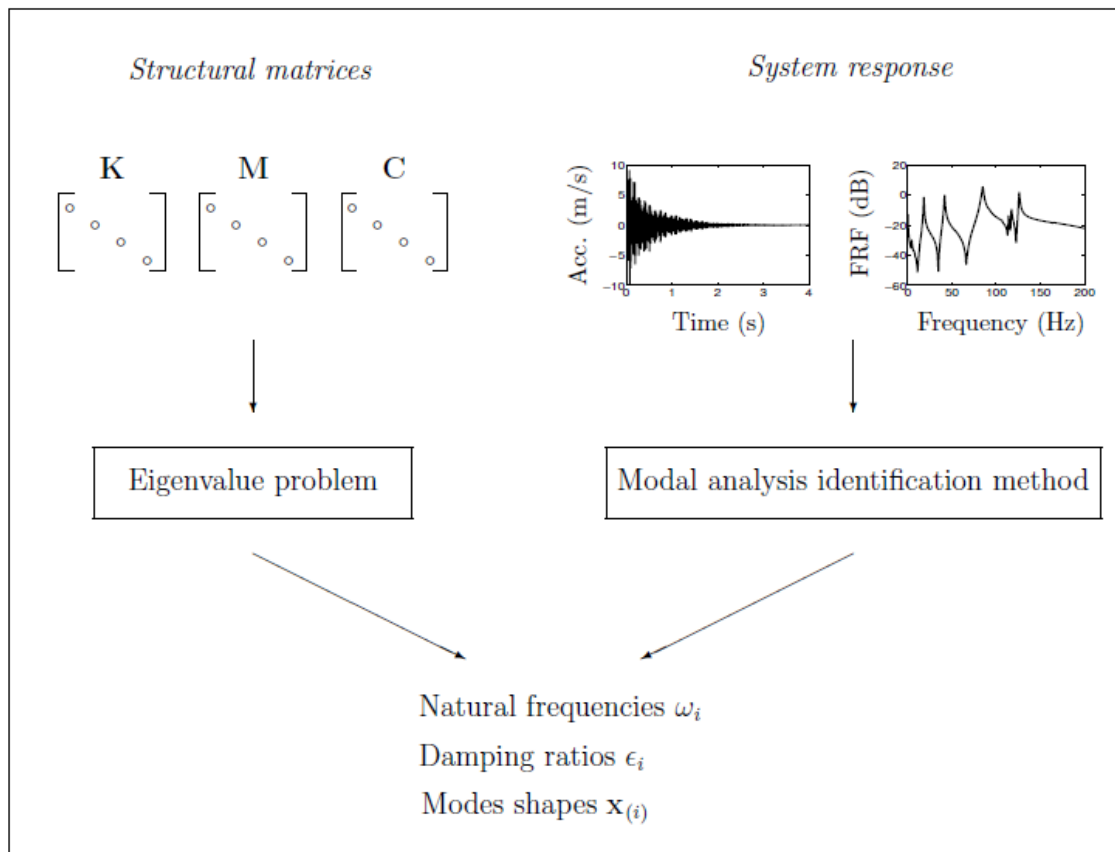 Structural matrices
System response
K M C
Acc. (m/s)
10
5
0
−5
−10
0 1 2 3 4
Time (s)
FRF (dB)
20
0
−20
−40
−60
0 50 100 150 200
Frequency (Hz)
Eigenvalue problem
Modal analysis identification method
Natural frequencies ωᵢ
Damping ratios ϵᵢ
Modes shapes x₍ᵢ₎